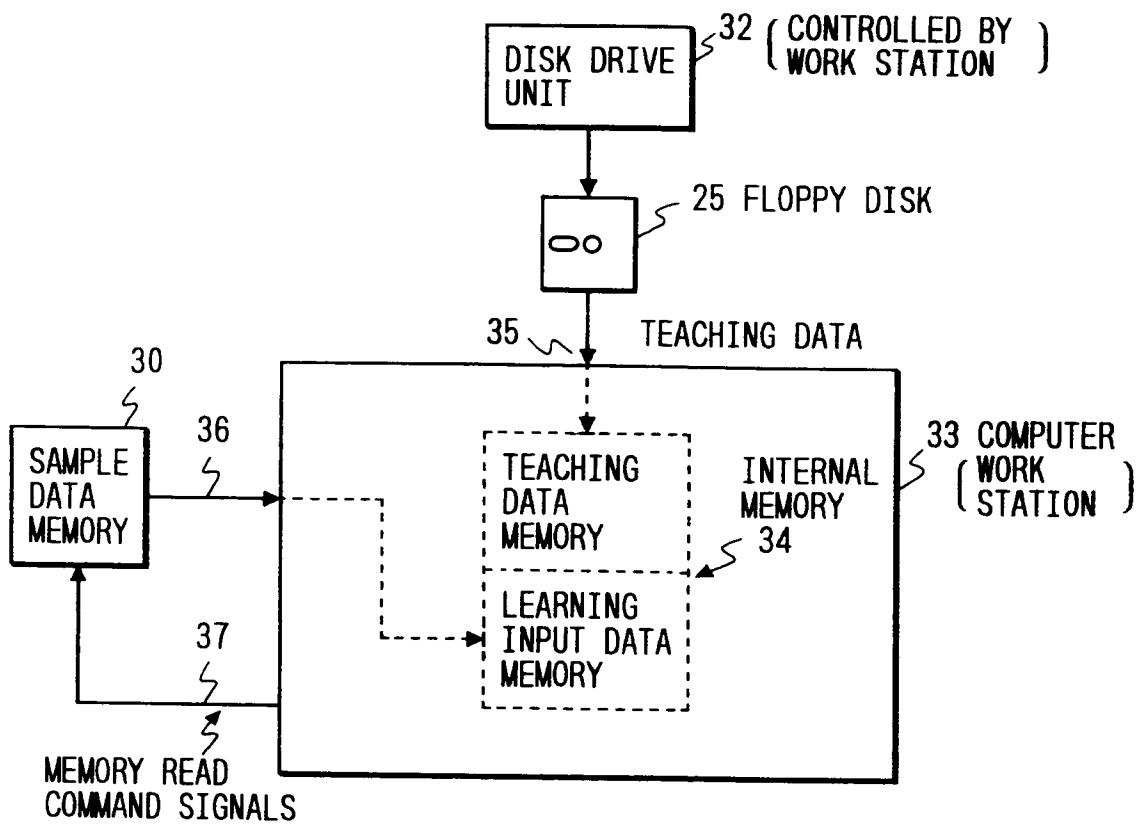 DISK DRIVE
UNIT
32 (CONTROLLED BY
WORK STATION)
25 FLOPPY DISK
35
TEACHING DATA
30
SAMPLE
DATA
MEMORY
36
TEACHING
DATA
MEMORY
INTERNAL
MEMORY
34
33 COMPUTER
(WORK
STATION)
LEARNING
INPUT DATA
MEMORY
37
MEMORY READ
COMMAND SIGNALS